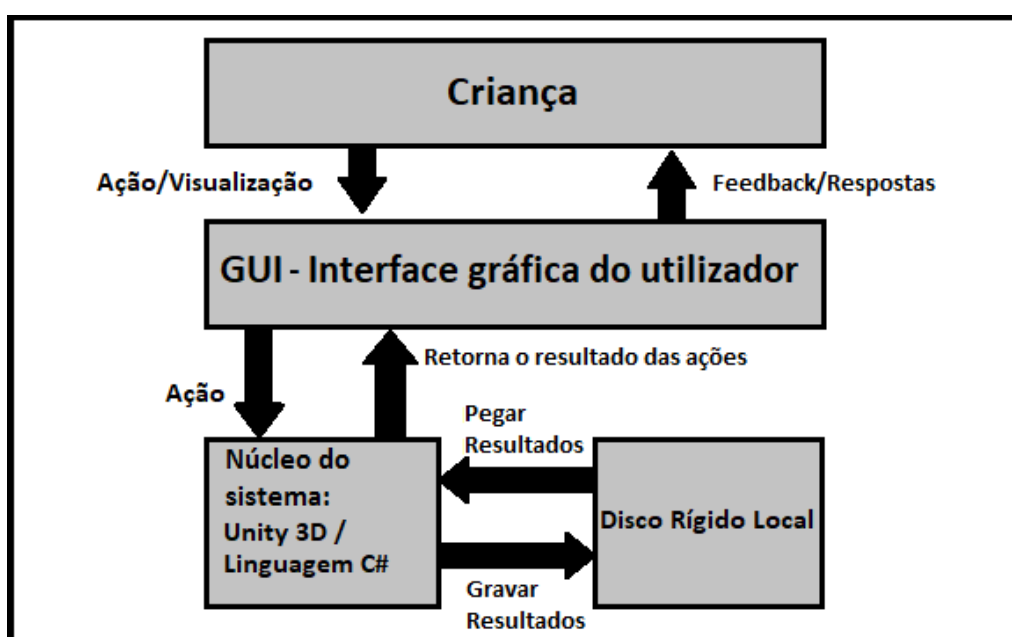 Criança
Ação/Visualização
Feedback/Respostas
GUI - Interface gráfica do utilizador
Retorna o resultado das ações
Ação
Pegar
Resultados
Núcleo do
sistema:
Unity 3D /
Linguagem C#
Disco Rígido Local
Gravar
Resultados